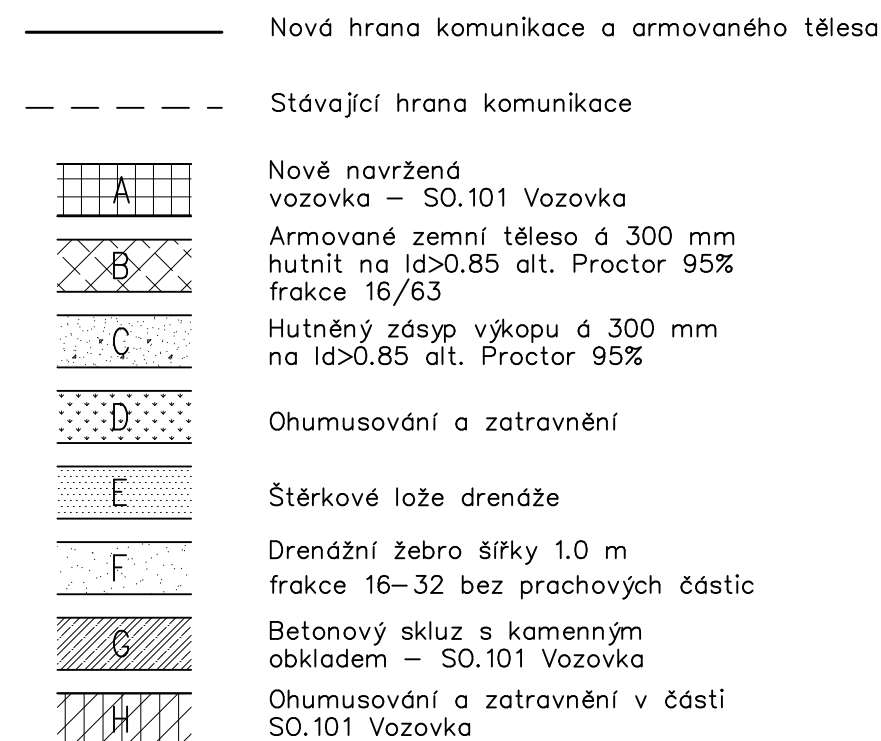 Nová hrana komunikace a armovaného tělesa
Stávající hrana komunikace
A
Nově navržená
vozovka – SO.101 Vozovka
B
Armované zemní těleso á 300 mm
hutnit na Id>0.85 alt. Proctor 95%
frakce 16/63
C
Hutněný zásyp výkopu á 300 mm
na Id>0.85 alt. Proctor 95%
D
Ohumusování a zatravnění
E
Štěrkové lože drenáže
F
Drenážní žebro šířky 1.0 m
frakce 16–32 bez prachových částic
G
Betonový skluz s kamenným
obkladem – SO.101 Vozovka
H
Ohumusování a zatravnění v části
SO.101 Vozovka